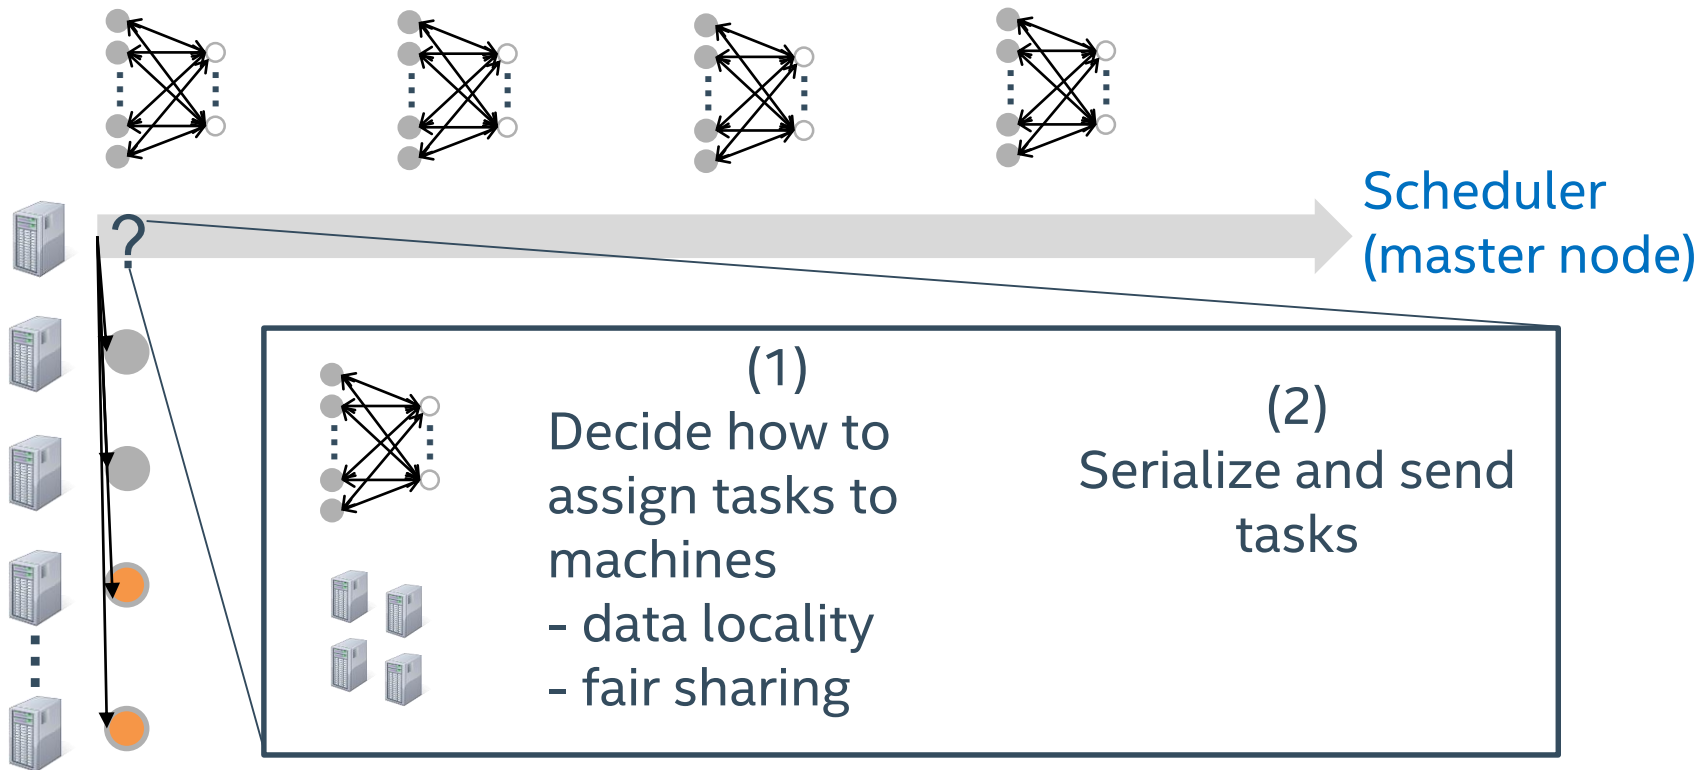 Scheduler
(master node)
?
(1)
Decide how to
assign tasks to
machines
- data locality
- fair sharing
(2)
Serialize and send
tasks